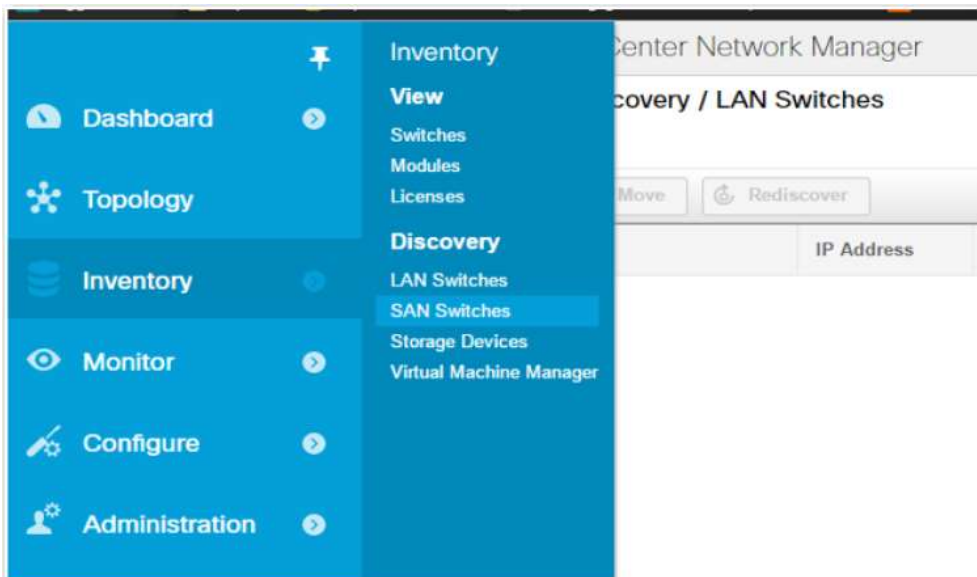 Dashboard
Topology
Inventory
Monitor
Configure
Administration
Inventory
View
Switches
Modules
Licenses
Discovery
LAN Switches
SAN Switches
Storage Devices
Virtual Machine Manager
Center Network Manager
covery / LAN Switches
Move
Rediscover
IP Address